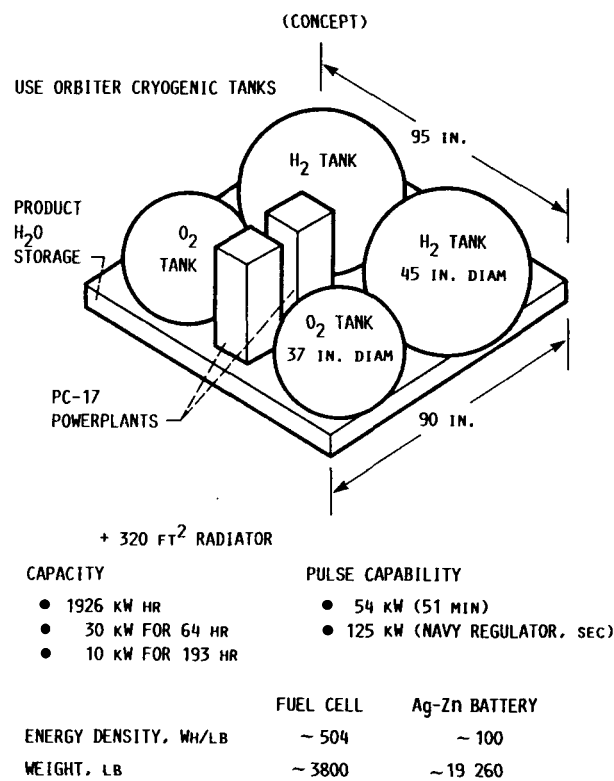 (CONCEPT)
USE ORBITER CRYOGENIC TANKS
95 IN.
H2 TANK
PRODUCT
H2O
STORAGE
O2
TANK
H2 TANK
45 IN. DIAM
O2 TANK
37 IN. DIAM
PC-17
POWERPLANTS
90 IN.
+ 320 FT2 RADIATOR
CAPACITY
● 1926 KW HR
● 30 KW FOR 64 HR
● 10 KW FOR 193 HR
PULSE CAPABILITY
● 54 KW (51 MIN)
● 125 KW (NAVY REGULATOR, SEC)
FUEL CELL Ag-Zn BATTERY
ENERGY DENSITY, WH/LB ~504 ~100
WEIGHT, LB ~3800 ~19 260